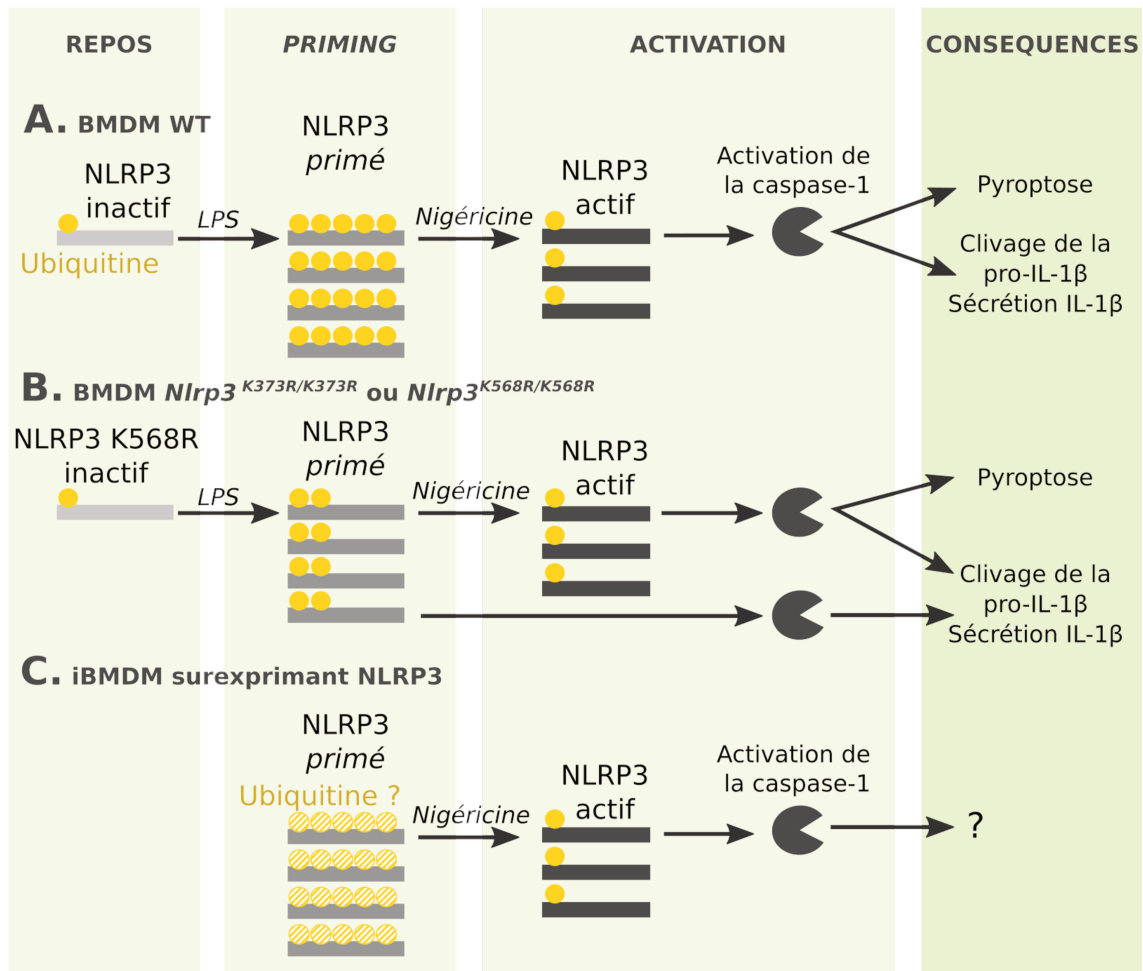 REPOS
PRIMING
ACTIVATION
CONSEQUENCES
A. BMDM WT
NLRP3
inactif
Ubiquitine
LPS
NLRP3
primé
Nigéricine
NLRP3
actif
Activation de
la caspase-1
Pyroptose
Clivage de la
pro-IL-1β
Sécrétion IL-1β
B. BMDM Nlrp3 K373R/K373R ou Nlrp3 K568R/K568R
NLRP3 K568R
inactif
LPS
NLRP3
primé
Nigéricine
NLRP3
actif
Pyroptose
Clivage de la
pro-IL-1β
Sécrétion IL-1β
C. iBMDM surexprimant NLRP3
NLRP3
primé
Ubiquitine ?
Nigéricine
NLRP3
actif
Activation de
la caspase-1
?